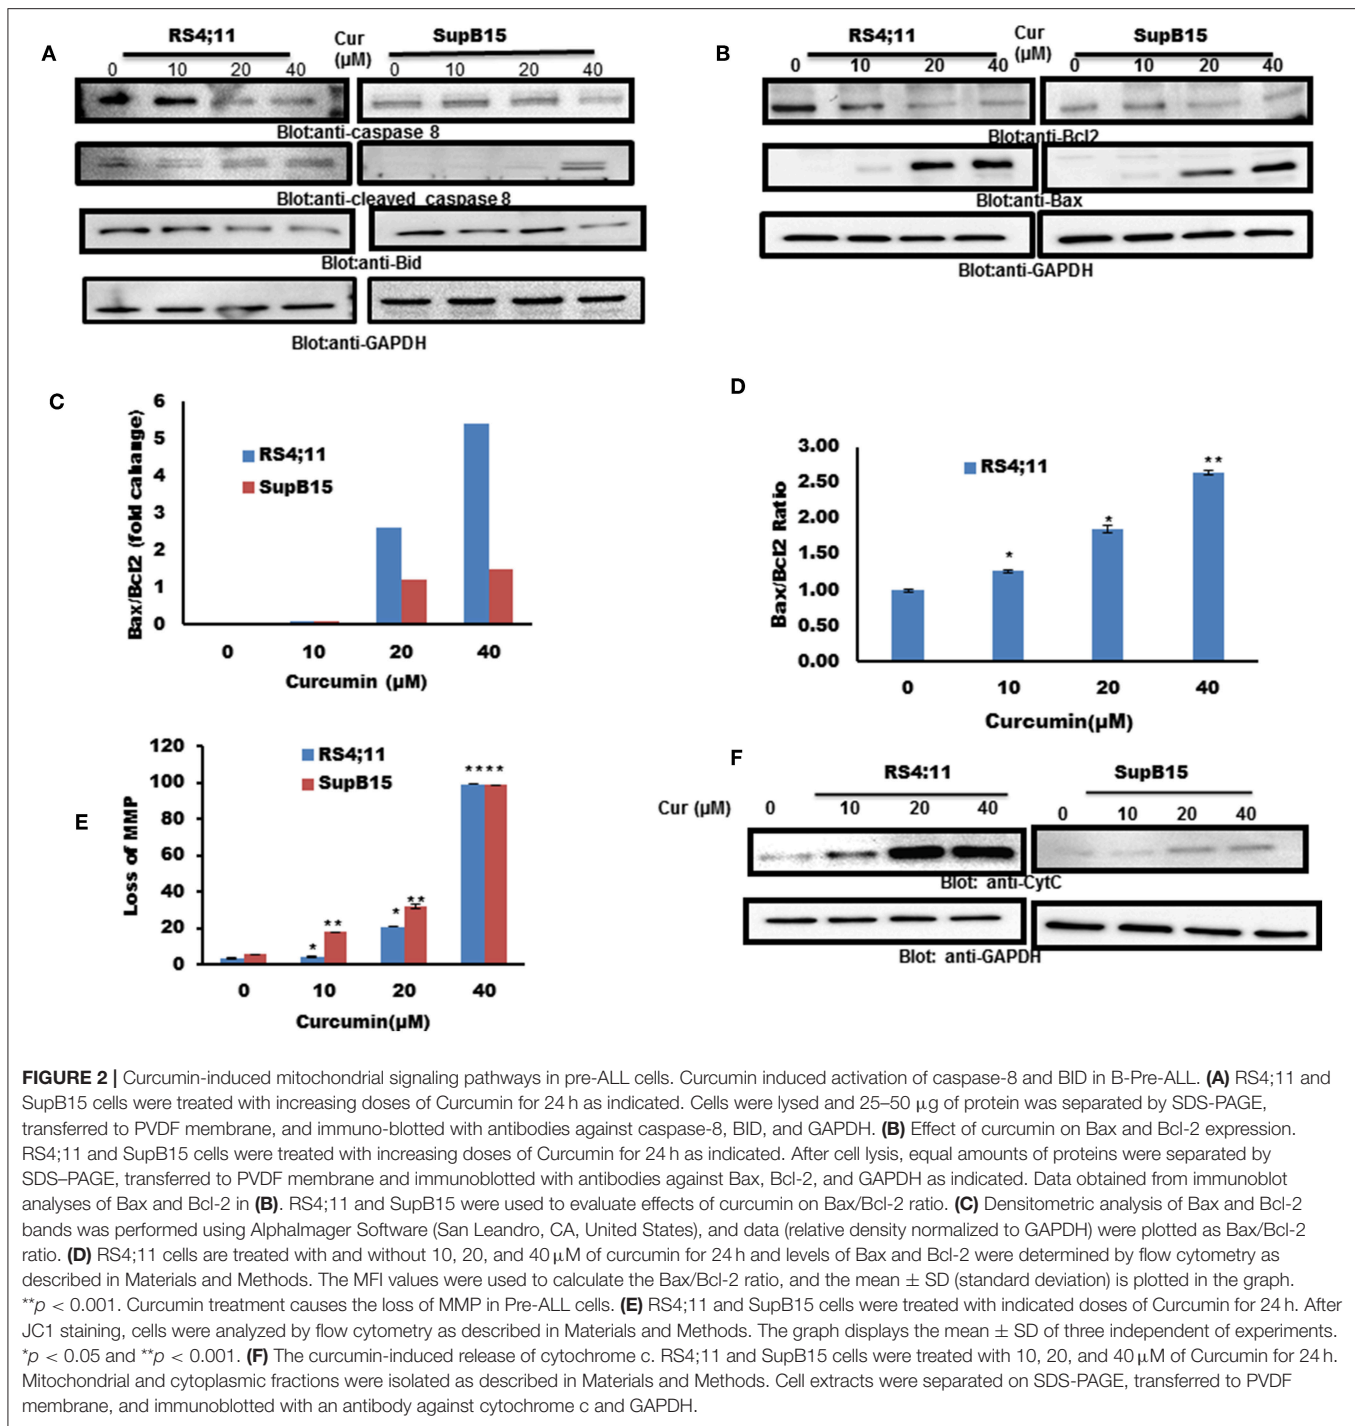 A
RS4;11
Cur
(µM)
SupB15
0 10 20 40
0 10 20 40
Blot:anti-caspase 8
Blot:anti-cleaved caspase 8
Blot:anti-Bid
Blot:anti-GAPDH
B
RS4;11
Cur
(µM)
SupB15
0 10 20 40
0 10 20 40
Blot:anti-Bcl2
Blot:anti-Bax
Blot:anti-GAPDH
C
Bax/Bcl2 (fold cahange)
6
5
4
3
2
1
0
RS4;11
SupB15
0 10 20 40
Curcumin (µM)
D
Bax/Bcl2 Ratio
3.00
2.50
2.00
1.50
1.00
0.50
0.00
RS4;11
*
*
**
0 10 20 40
Curcumin(µM)
E
Loss of MMP
120
100
80
60
40
20
0
RS4;11
SupB15
*
**
*
**
****
0 10 20 40
Curcumin(µM)
F
RS4:11
SupB15
Cur (µM)
0 10 20 40
0 10 20 40
Blot: anti-CytC
Blot: anti-GAPDH
FIGURE 2 | Curcumin-induced mitochondrial signaling pathways in pre-ALL cells. Curcumin induced activation of caspase-8 and BID in B-Pre-ALL. (A) RS4;11 and
SupB15 cells were treated with increasing doses of Curcumin for 24 h as indicated. Cells were lysed and 25–50 µg of protein was separated by SDS-PAGE,
transferred to PVDF membrane, and immuno-blotted with antibodies against caspase-8, BID, and GAPDH. (B) Effect of curcumin on Bax and Bcl-2 expression.
RS4;11 and SupB15 cells were treated with increasing doses of Curcumin for 24 h as indicated. After cell lysis, equal amounts of proteins were separated by
SDS–PAGE, transferred to PVDF membrane and immunoblotted with antibodies against Bax, Bcl-2, and GAPDH as indicated. Data obtained from immunoblot
analyses of Bax and Bcl-2 in (B). RS4;11 and SupB15 were used to evaluate effects of curcumin on Bax/Bcl-2 ratio. (C) Densitometric analysis of Bax and Bcl-2
bands was performed using AlphaImager Software (San Leandro, CA, United States), and data (relative density normalized to GAPDH) were plotted as Bax/Bcl-2
ratio. (D) RS4;11 cells are treated with and without 10, 20, and 40 µM of curcumin for 24 h and levels of Bax and Bcl-2 were determined by flow cytometry as
described in Materials and Methods. The MFI values were used to calculate the Bax/Bcl-2 ratio, and the mean ± SD (standard deviation) is plotted in the graph.
**p < 0.001. Curcumin treatment causes the loss of MMP in Pre-ALL cells. (E) RS4;11 and SupB15 cells were treated with indicated doses of Curcumin for 24 h. After
JC1 staining, cells were analyzed by flow cytometry as described in Materials and Methods. The graph displays the mean ± SD of three independent of experiments.
*p < 0.05 and **p < 0.001. (F) The curcumin-induced release of cytochrome c. RS4;11 and SupB15 cells were treated with 10, 20, and 40 µM of Curcumin for 24 h.
Mitochondrial and cytoplasmic fractions were isolated as described in Materials and Methods. Cell extracts were separated on SDS-PAGE, transferred to PVDF
membrane, and immunoblotted with an antibody against cytochrome c and GAPDH.